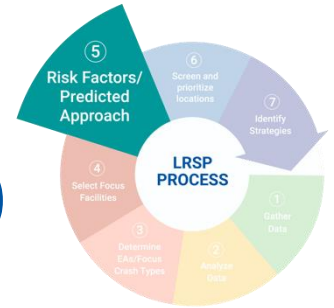 5
Risk Factors/
Predicted
Approach
6
Screen and
prioritize
locations
7
Identify
Strategies
LRSP
PROCESS
4
Select Focus
Facilities
1
Gather
Data
3
Determine
EAs/Focus
Crash Types
2
Analyze
Data